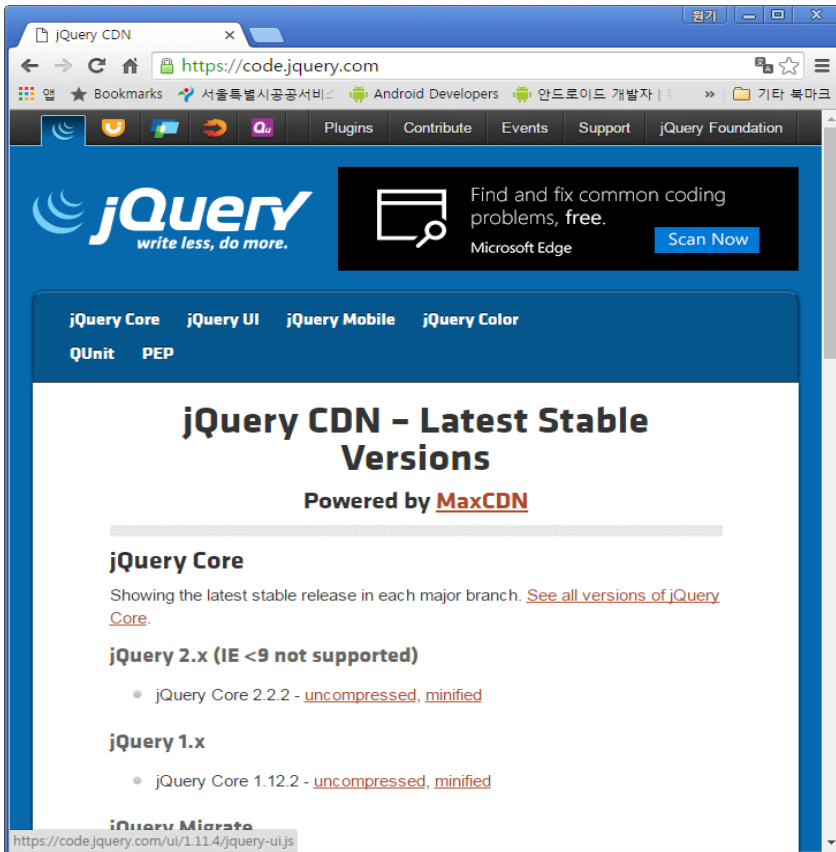 원기
jQuery CDN
https://code.jquery.com
앱 Bookmarks 서울특별시공공서비스 Android Developers 안드로이드 개발자 | » 기타 북마크
Plugins Contribute Events Support jQuery Foundation
jQuery
write less, do more.
Find and fix common coding
problems, free.
Microsoft Edge
Scan Now
jQuery Core jQuery UI jQuery Mobile jQuery Color
QUnit PEP
jQuery CDN – Latest Stable
Versions
Powered by MaxCDN
jQuery Core
Showing the latest stable release in each major branch. See all versions of jQuery
Core.
jQuery 2.x (IE <9 not supported)
jQuery Core 2.2.2 - uncompressed, minified
jQuery 1.x
jQuery Core 1.12.2 - uncompressed, minified
jQuery Migrate
https://code.jquery.com/ui/1.11.4/jquery-ui.js